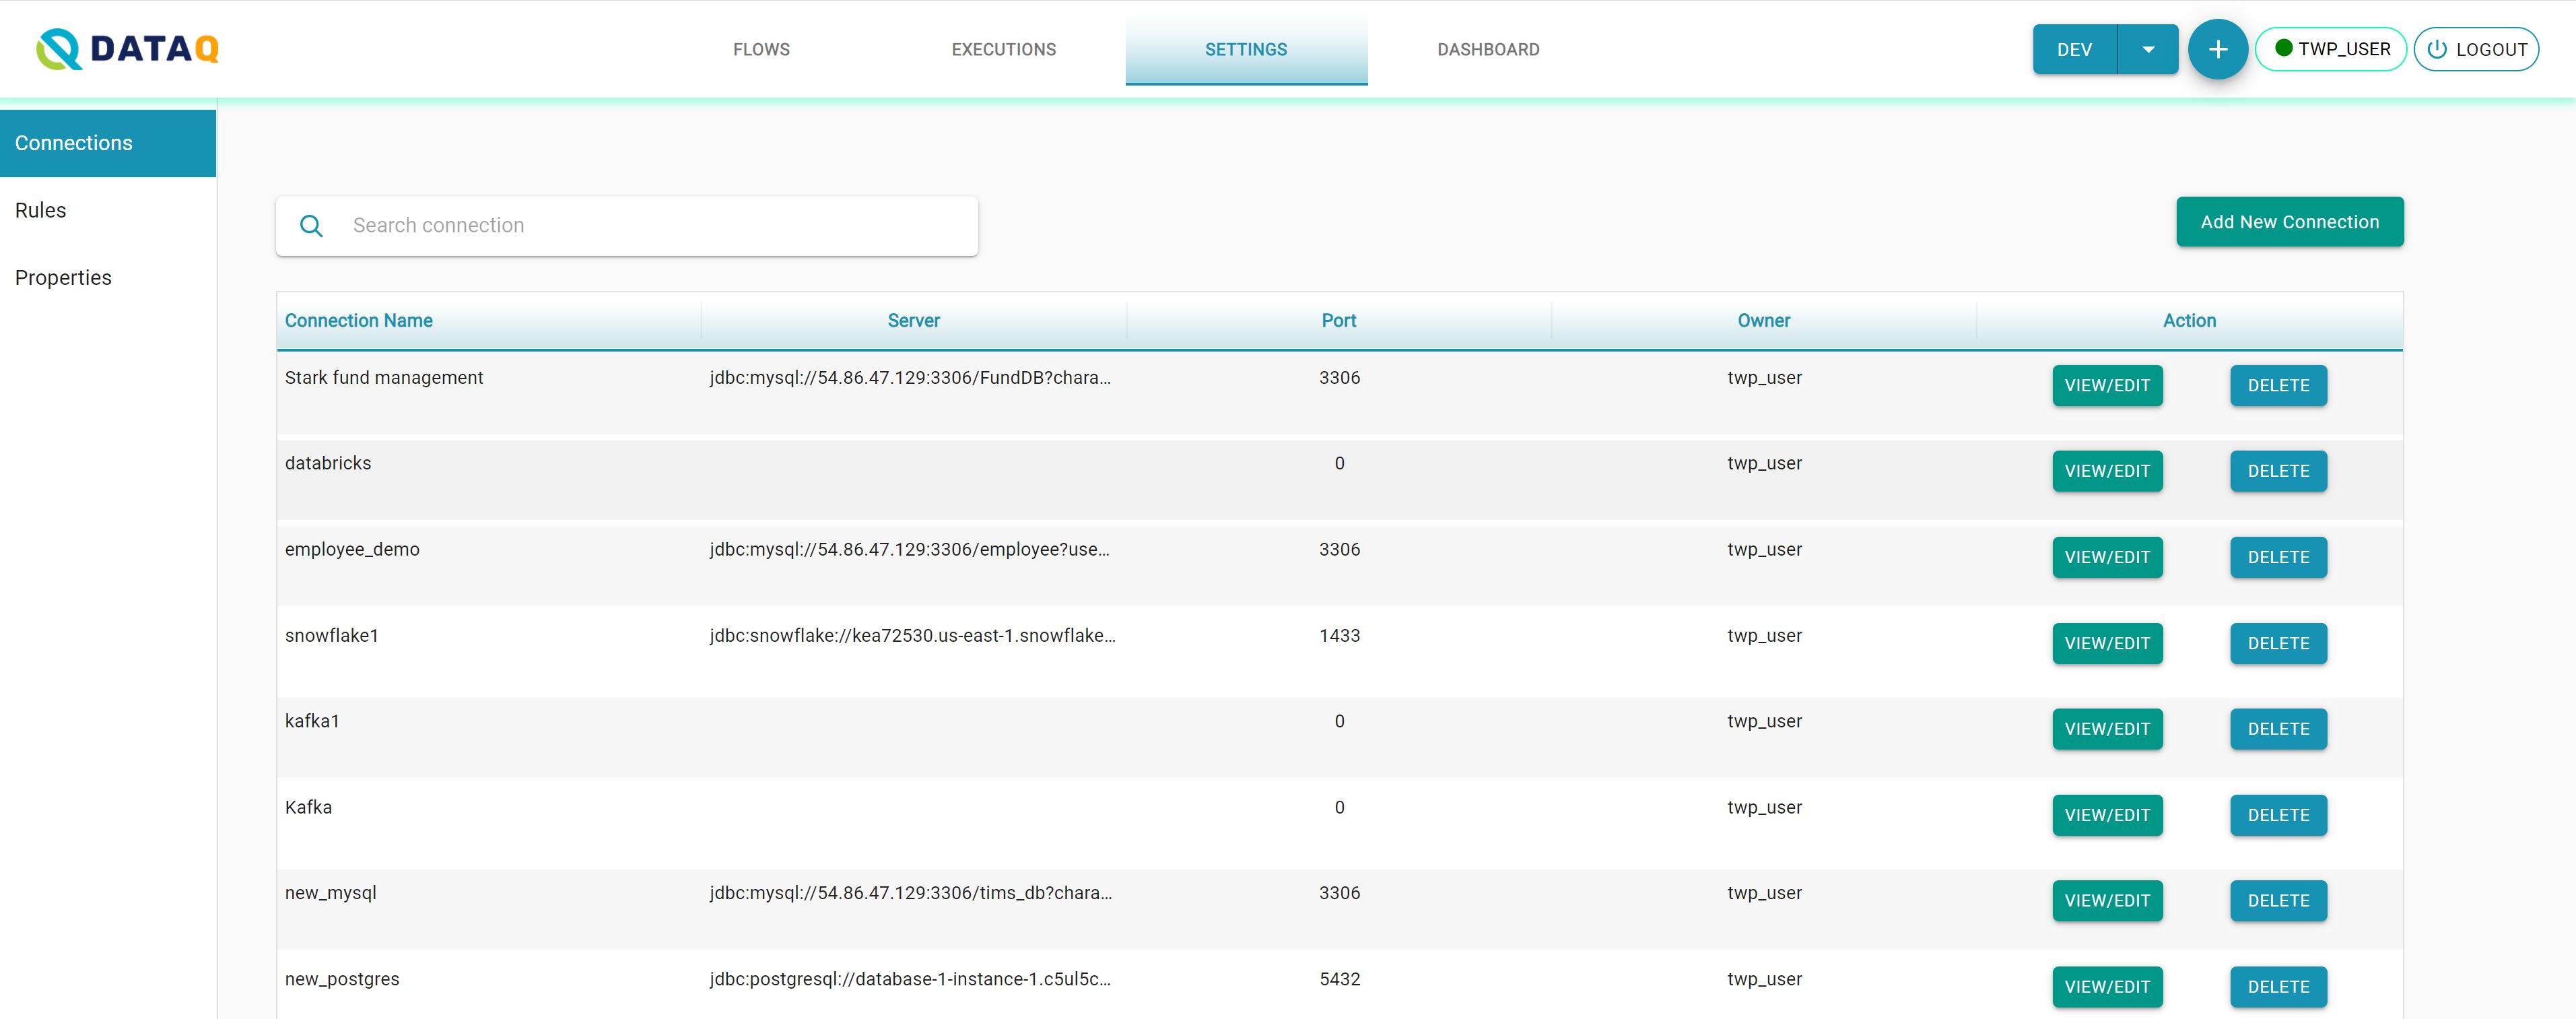 DATAQ
FLOWS EXECUTIONS SETTINGS DASHBOARD
DEV TWP_USER LOGOUT
Connections
Rules
Properties
Search connection
Add New Connection
Connection Name Server Port Owner Action
Stark fund management jdbc:mysql://54.86.47.129:3306/FundDB?chara... 3306 twp_user VIEW/EDIT DELETE
databricks 0 twp_user VIEW/EDIT DELETE
employee_demo jdbc:mysql://54.86.47.129:3306/employee?use... 3306 twp_user VIEW/EDIT DELETE
snowflake1 jdbc:snowflake://kea72530.us-east-1.snowflake... 1433 twp_user VIEW/EDIT DELETE
kafka1 0 twp_user VIEW/EDIT DELETE
Kafka 0 twp_user VIEW/EDIT DELETE
new_mysql jdbc:mysql://54.86.47.129:3306/tims_db?chara... 3306 twp_user VIEW/EDIT DELETE
new_postgres jdbc:postgresql://database-1-instance-1.c5ul5c... 5432 twp_user VIEW/EDIT DELETE